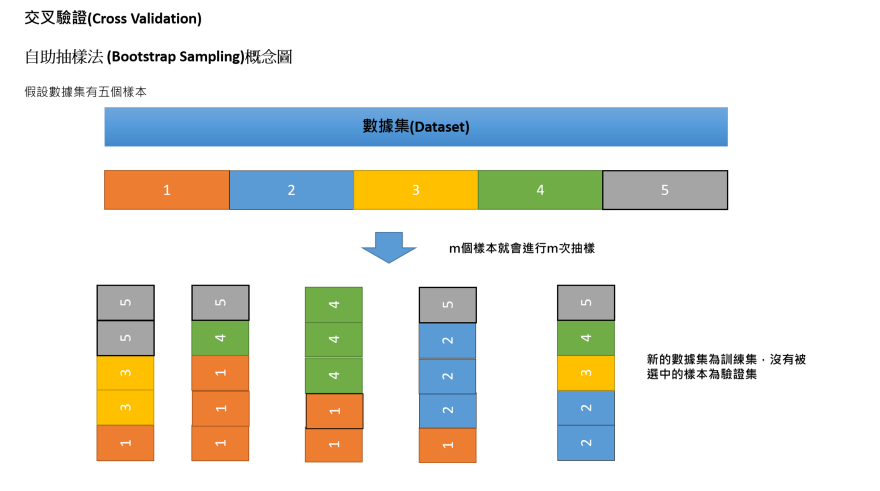 交叉驗證(Cross Validation)
自助抽樣法 (Bootstrap Sampling)概念圖
假設數據集有五個樣本
數據集(Dataset)
1 2 3 4 5
m個樣本就會進行m次抽樣
5 5 4 5 5
5 4 4 2 4
3 1 4 2 3
3 1 1 2 2
1 1 1 1 2
新的數據集為訓練集，沒有被
選中的樣本為驗證集